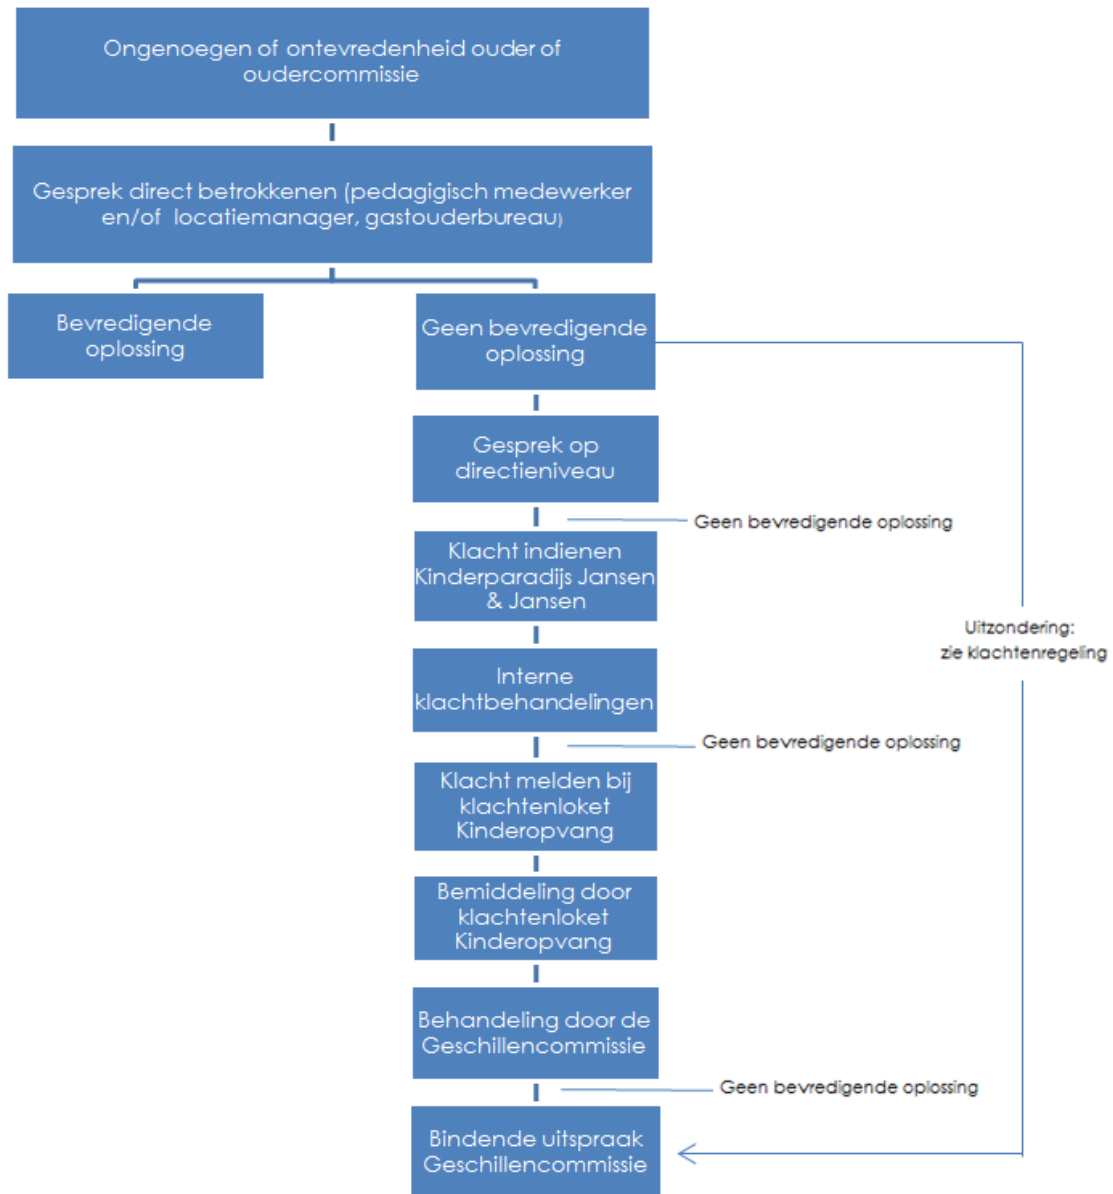 Ongenoegen of ontevredenheid ouder of
oudercommissie
Gesprek direct betrokkenen (pedagigisch medewerker
en/of locatiemanager, gastouderbureau)
Bevredigende
oplossing
Geen bevredigende
oplossing
Gesprek op
directieniveau
Geen bevredigende oplossing
Klacht indienen
Kinderparadijs Jansen
& Jansen
Uitzondering:
zie klachtenregeling
Interne
klachtbehandelingen
Geen bevredigende oplossing
Klacht melden bij
klachtenloket
Kinderopvang
Bemiddeling door
klachtenloket
Kinderopvang
Behandeling door de
Geschillencommissie
Geen bevredigende oplossing
Bindende uitspraak
Geschillencommissie